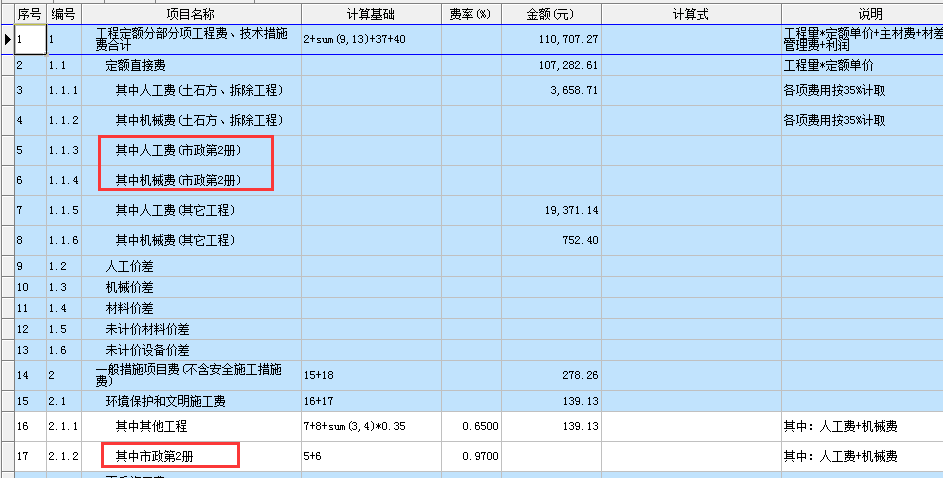 序号 编号 项目名称 计算基础 费率(%) 金额(元) 计算式 说明
1 1 工程定额分部分项工程费、技术措施费合计 2+sum(9,13)+37+40 110,707.27 工程量*定额单价+主材费+材差 管理费+利润
2 1.1 定额直接费 107,282.61 工程量*定额单价
3 1.1.1 其中人工费(土石方、拆除工程) 3,658.71 各项费用按35%计取
4 1.1.2 其中机械费(土石方、拆除工程) 各项费用按35%计取
5 1.1.3 其中人工费(市政第2册)
6 1.1.4 其中机械费(市政第2册)
7 1.1.5 其中人工费(其它工程) 19,371.14
8 1.1.6 其中机械费(其它工程) 752.40
9 1.2 人工价差
10 1.3 机械价差
11 1.4 材料价差
12 1.5 未计价材料价差
13 1.6 未计价设备价差
14 2 一般措施项目费(不含安全施工措施费) 15+18 278.26
15 2.1 环境保护和文明施工费 16+17 139.13
16 2.1.1 其中其他工程 7+8+sum(3,4)*0.35 0.6500 139.13 其中: 人工费+机械费
17 2.1.2 其中市政第2册 5+6 0.9700 其中: 人工费+机械费